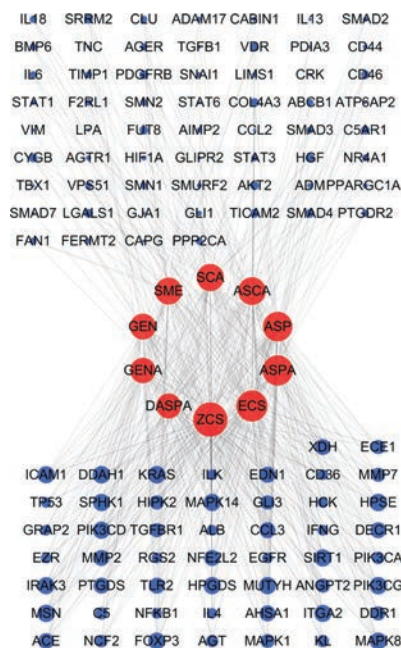 IL18 SRRM2 CLU ADAM17 CABIN1 IL13 SMAD2
BMP6 TNC AGER TGFB1 VDR PDIA3 CD44
IL6 TIMP1 PDGFRB SNAI1 LIMS1 CRK CD46
STAT1 F2RL1 SMN2 STAT6 COL4A3 ABCB1 ATP6AP2
VIM LPA FUT8 AIMP2 CGL2 SMAD3 C5AR1
CYGB AGTR1 HIF1A GLIPR2 STAT3 HGF NR4A1
TBX1 VPS51 SMN1 SMURF2 AKT2 ADMP PARGC1A
SMAD7 LGALS1 GJA1 GLI1 TICAM2 SMAD4 PTGDR2
FAN1 FERMT2 CAPG PPP2CA
SCA
SME ASCA
GEN ASP
GENA ASPA
DASPA ECS
ZCS
XDH ECE1
ICAM1 DDAH1 KRAS ILK EDN1 CD36 MMP7
TP53 SPHK1 HIPK2 MAPK14 GLI3 HCK HPSE
GRAP2 PIK3CD TGFBR1 ALB CCL3 IFNG DECR1
EZR MMP2 RGS2 NFE2L2 EGFR SIRT1 PIK3CA
IRAK3 PTGDS TLR2 HPGDS MUTYH ANGPT2 PIK3CG
MSN C5 NFKB1 IL4 AHSA1 ITGA2 DDR1
ACE NCF2 FOXP3 AGT MAPK1 KL MAPK8